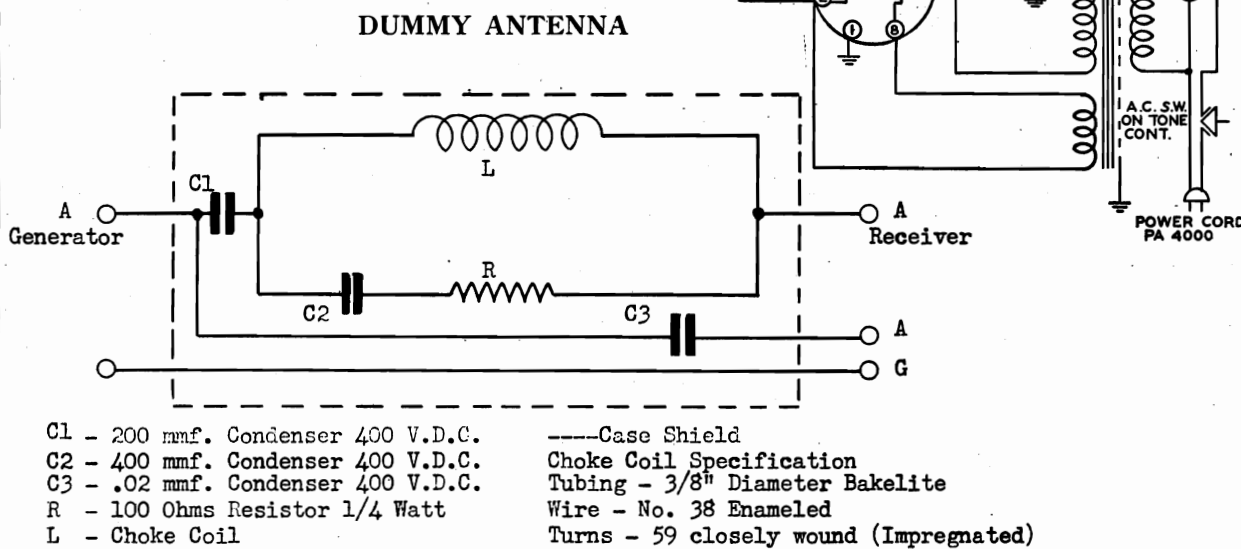 DUMMY ANTENNA
1 8
A.C. S.W.
ON TONE
CONT.
POWER CORD
PA 4000
L
C1
A
Generator
A
Receiver
R
C2
C3
A
G
C1 - 200 mmf. Condenser 400 V.D.C.
C2 - 400 mmf. Condenser 400 V.D.C.
C3 - .02 mmf. Condenser 400 V.D.C.
R - 100 Ohms Resistor 1/4 Watt
L - Choke Coil
----Case Shield
Choke Coil Specification
Tubing - 3/8" Diameter Bakelite
Wire - No. 38 Enameled
Turns - 59 closely wound (Impregnated)